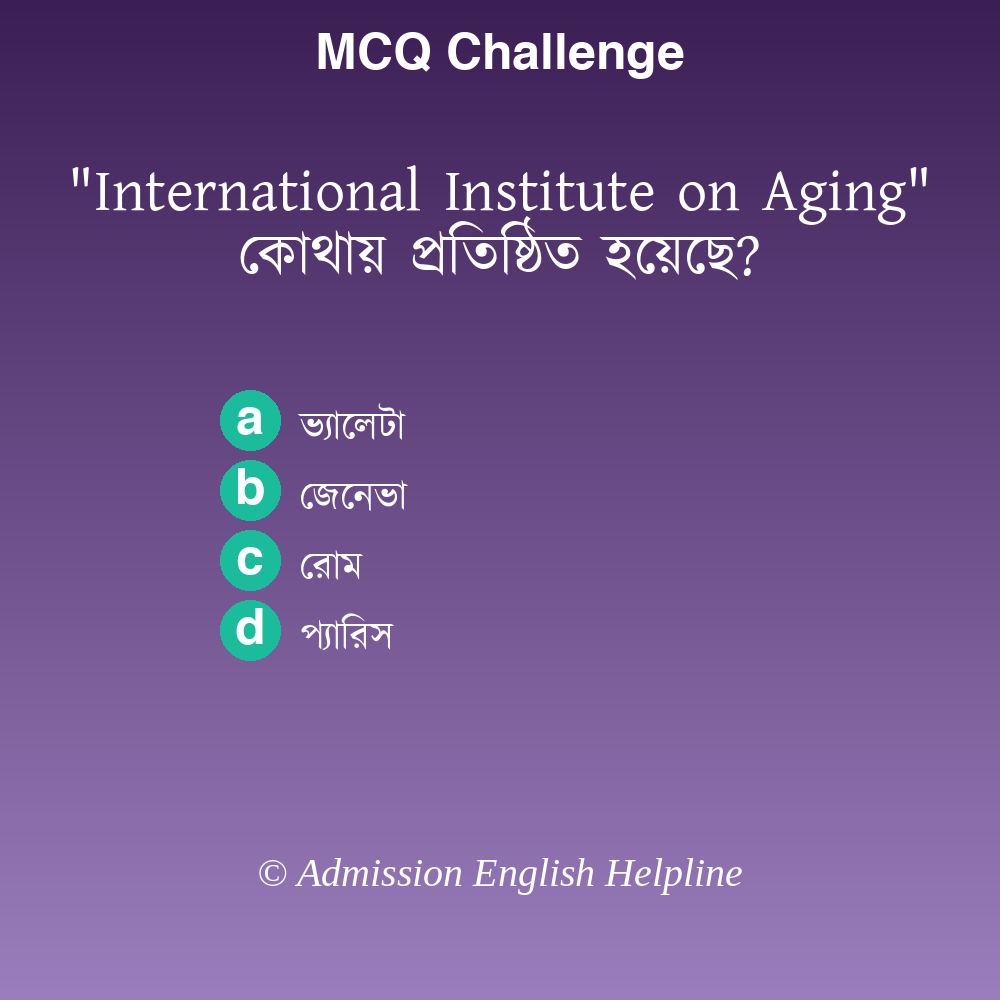 MCQ Challenge
"International Institute on Aging"
কোথায় প্রতিষ্ঠিত হয়েছে?
a ভ্যালেটা
b জেনেভা
c রোম
d প্যারিস
© Admission English Helpline